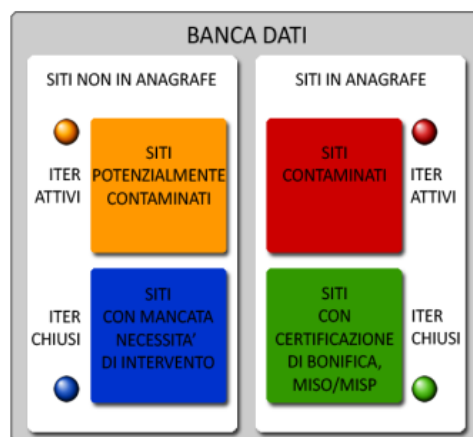 BANCA DATI
SITI NON IN ANAGRAFE
ITER
ATTIVI
SITI
POTENZIALMENTE
CONTAMINATI
ITER
CHIUSI
SITI
CON MANCATA
NECESSITA'
DI INTERVENTO
SITI IN ANAGRAFE
SITI
CONTAMINATI
ITER
ATTIVI
SITI
CON
CERTIFICAZIONE
DI BONIFICA,
MISO/MISP
ITER
CHIUSI